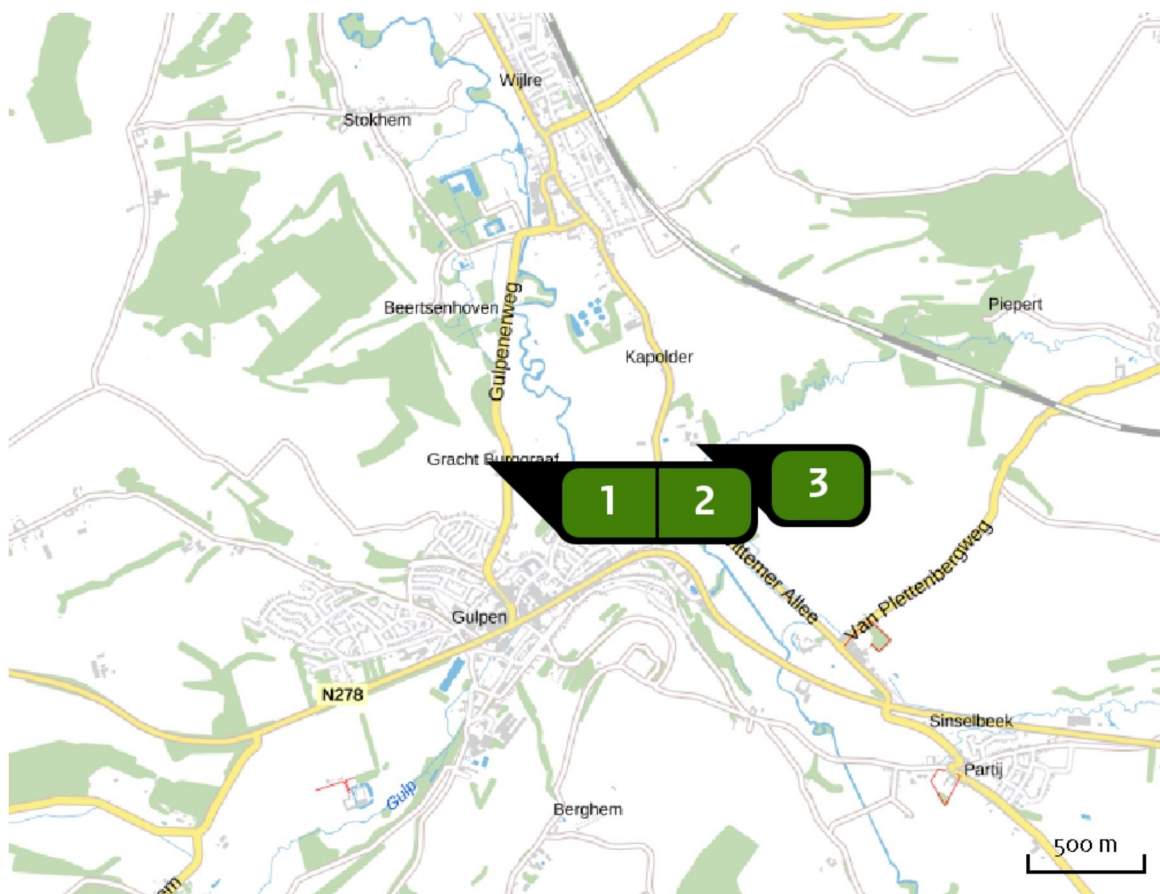 Wijlre
Stokhem
Beertsenhoven
Gulpenerweg
Piepert
Kapolder
Gracht Burggraaf
1
2
3
Allee
Van Plettenbergweg
Gulpen
N278
Sinselbeek
Partij
Gulp
Berghem
500 m